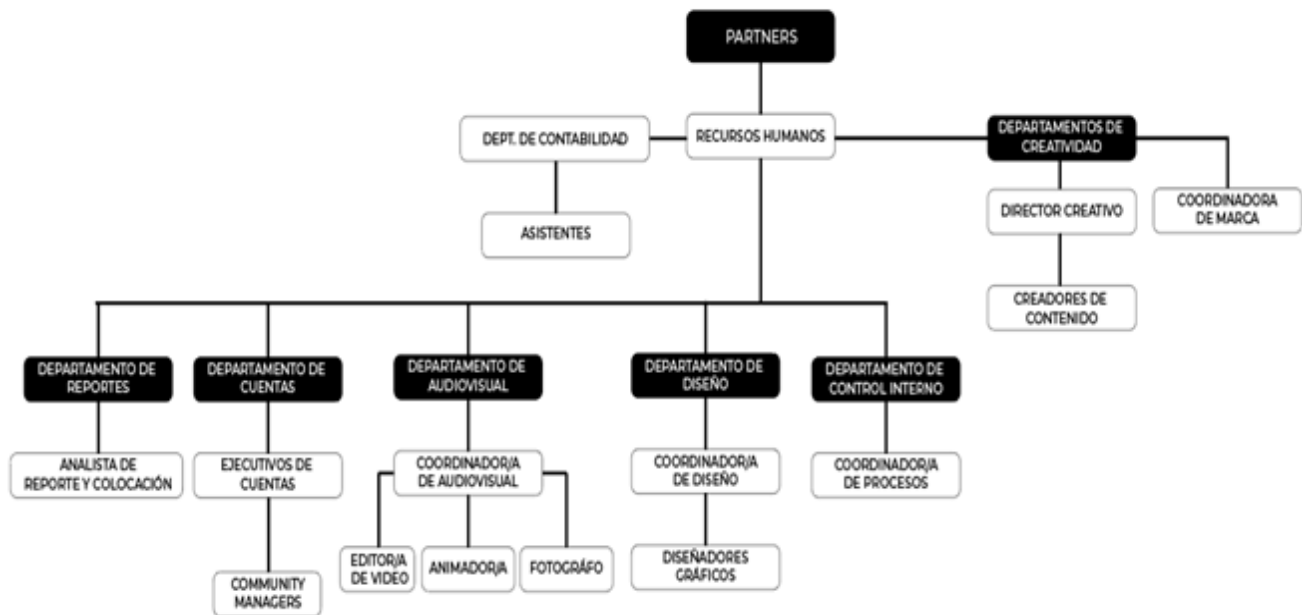 PARTNERS
DEPT. DE CONTABILIDAD
RECURSOS HUMANOS
DEPARTAMENTOS DE
CREATIVIDAD
ASISTENTES
DIRECTOR CREATIVO
COORDINADORA
DE MARCA
CREADORES DE
CONTENIDO
DEPARTAMENTO DE
REPORTES
DEPARTAMENTO DE
CUENTAS
DEPARTAMENTO DE
AUDIOVISUAL
DEPARTAMENTO DE
DISEÑO
DEPARTAMENTO DE
CONTROL INTERNO
ANALISTA DE
REPORTE Y COLOCACIÓN
EJECUTIVOS DE
CUENTAS
COORDINADOR/A
DE AUDIOVISUAL
COORDINADOR/A
DE DISEÑO
COORDINADOR/A
DE PROCESOS
COMMUNITY
MANAGERS
EDITOR/A
DE VIDEO
ANIMADOR/A
FOTOGRÁFO
DISEÑADORES
GRÁFICOS